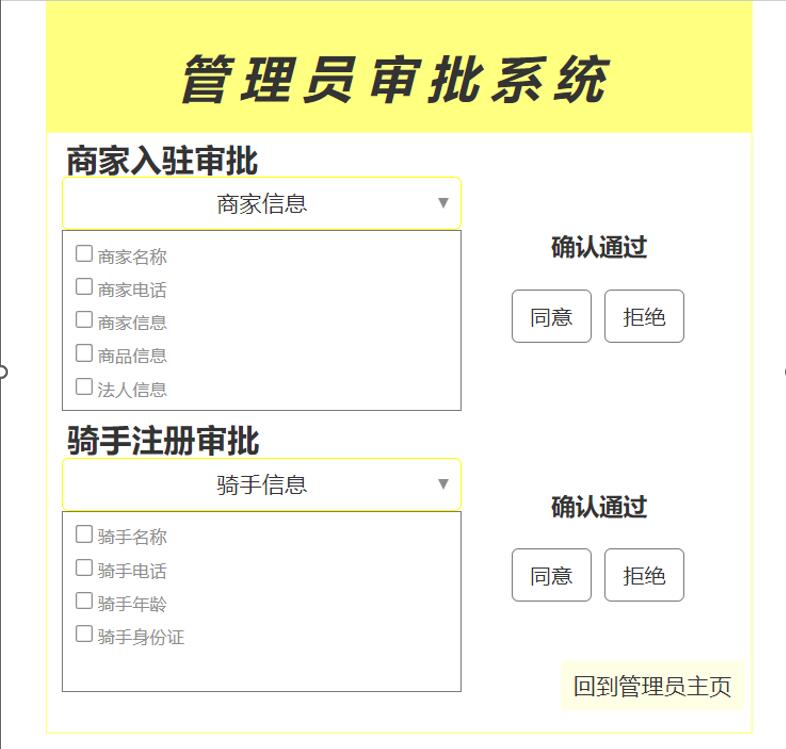 管理员审批系统
商家入驻审批
商家信息
商家名称
商家电话
商家信息
商品信息
法人信息
确认通过
同意 拒绝
骑手注册审批
骑手信息
骑手名称
骑手电话
骑手年龄
骑手身份证
确认通过
同意 拒绝
回到管理员主页